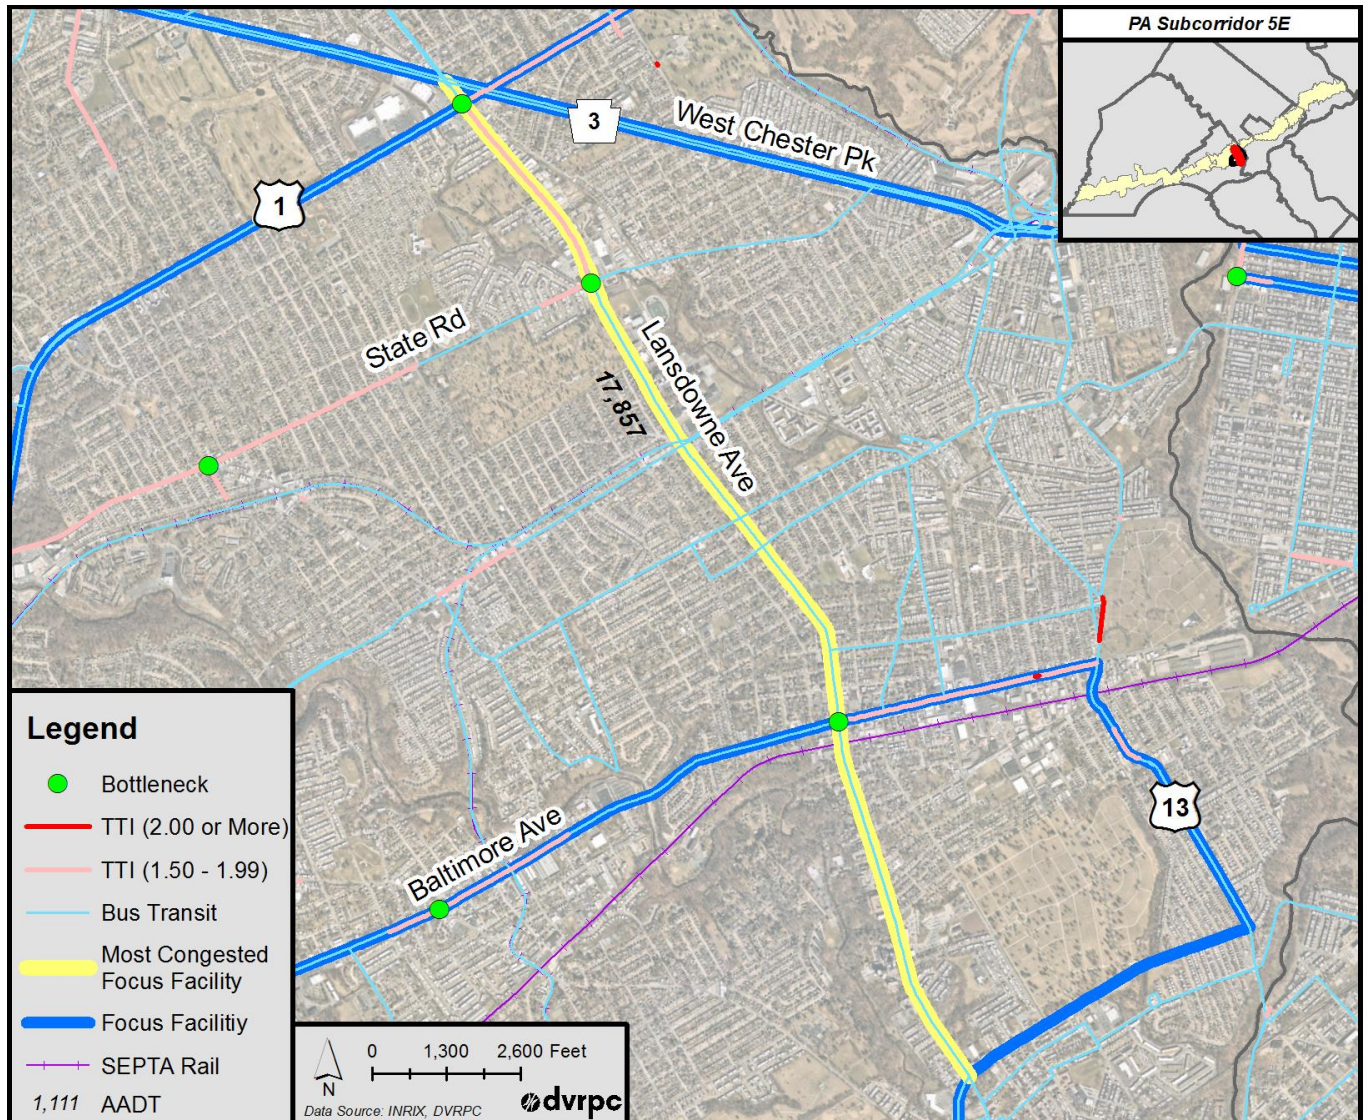 PA Subcorridor 5E
3
West Chester Pk
1
State Rd
Lansdowne Ave
17,857
13
Baltimore Ave
Legend
Bottleneck
TTI (2.00 or More)
TTI (1.50 - 1.99)
Bus Transit
Most Congested
Focus Facility
Focus Facilitiy
SEPTA Rail
1,111 AADT
N
0 1,300 2,600 Feet
Data Source: INRIX, DVRPC
dvrpc